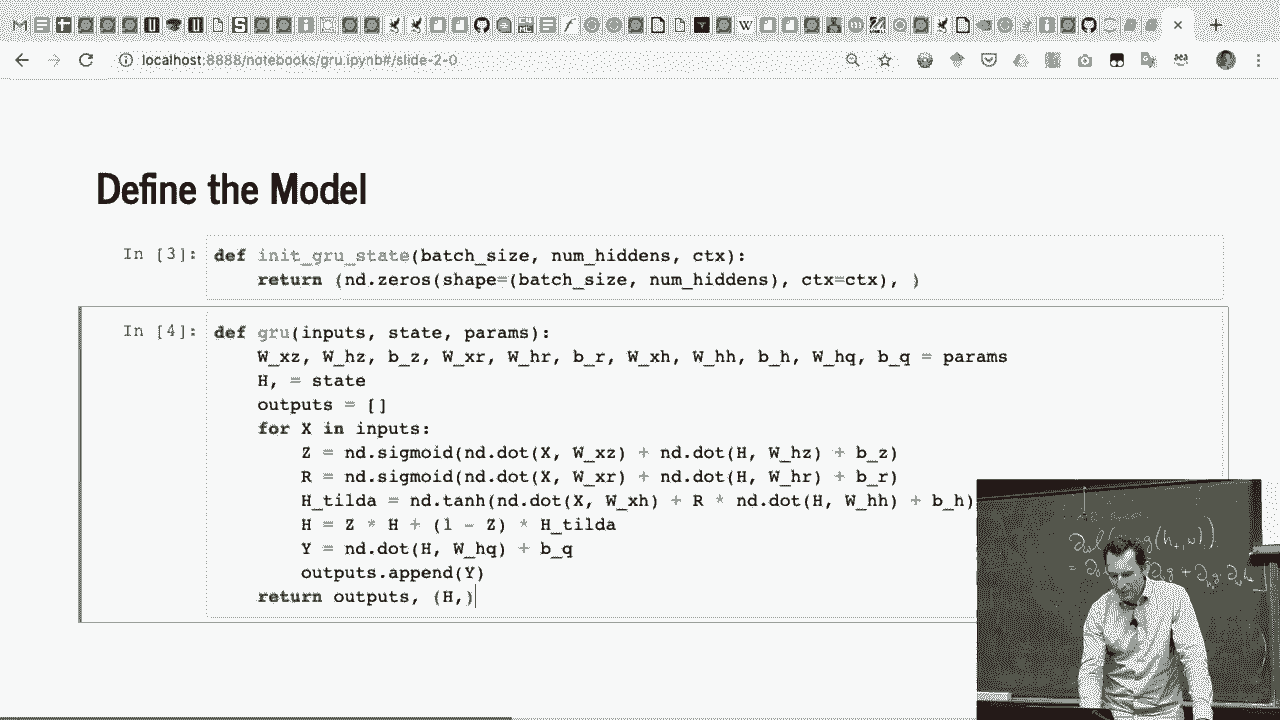 localhost:8888/notebooks/gru.ipynb#/slide-2-0
Define the Model
In [3]:
def init_gru_state(batch_size, num_hiddens, ctx):
return (nd.zeros(shape=(batch_size, num_hiddens), ctx=ctx), )
In [4]:
def gru(inputs, state, params):
W_xz, W_hz, b_z, W_xr, W_hr, b_r, W_xh, W_hh, b_h, W_hq, b_q = params
H, = state
outputs = []
for X in inputs:
Z = nd.sigmoid(nd.dot(X, W_xz) + nd.dot(H, W_hz) + b_z)
R = nd.sigmoid(nd.dot(X, W_xr) + nd.dot(H, W_hr) + b_r)
H_tilda = nd.tanh(nd.dot(X, W_xh) + R * nd.dot(H, W_hh) + b_h)
H = Z * H + (1 - Z) * H_tilda
Y = nd.dot(H, W_hq) + b_q
outputs.append(Y)
return outputs, (H,)